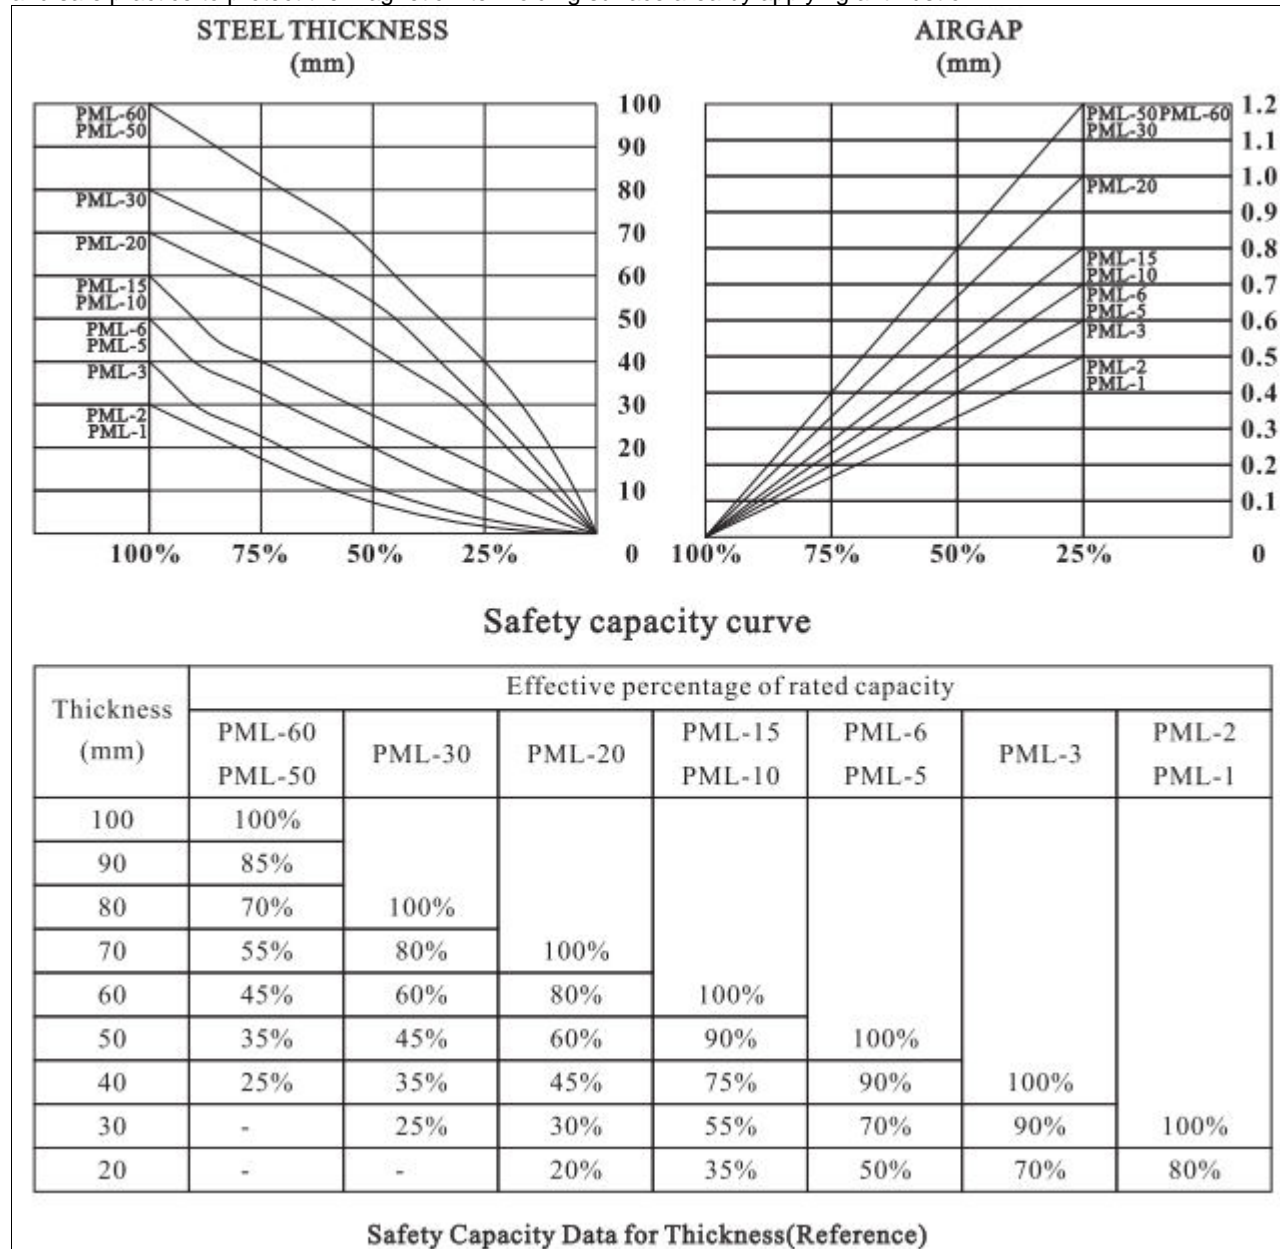 STEEL THICKNESS
(mm)
PML-60
PML-50
PML-30
PML-20
PML-15
PML-10
PML-6
PML-5
PML-3
PML-2
PML-1
100
90
80
70
60
50
40
30
20
10
100% 75% 50% 25% 0
AIRGAP
(mm)
PML-50 PML-60
PML-30
PML-20
PML-15
PML-10
PML-6
PML-5
PML-3
PML-2
PML-1
1.2
1.1
1.0
0.9
0.8
0.7
0.6
0.5
0.4
0.3
0.2
0.1
100% 75% 50% 25% 0
Safety capacity curve
Thickness
(mm)
Effective percentage of rated capacity
PML-60
PML-50
PML-30
PML-20
PML-15
PML-10
PML-6
PML-5
PML-3
PML-2
PML-1
100 100%
90 85%
80 70% 100%
70 55% 80% 100%
60 45% 60% 80% 100%
50 35% 45% 60% 90% 100%
40 25% 35% 45% 75% 90% 100%
30 - 25% 30% 55% 70% 90% 100%
20 - - 20% 35% 50% 70% 80%
Safety Capacity Data for Thickness(Reference)